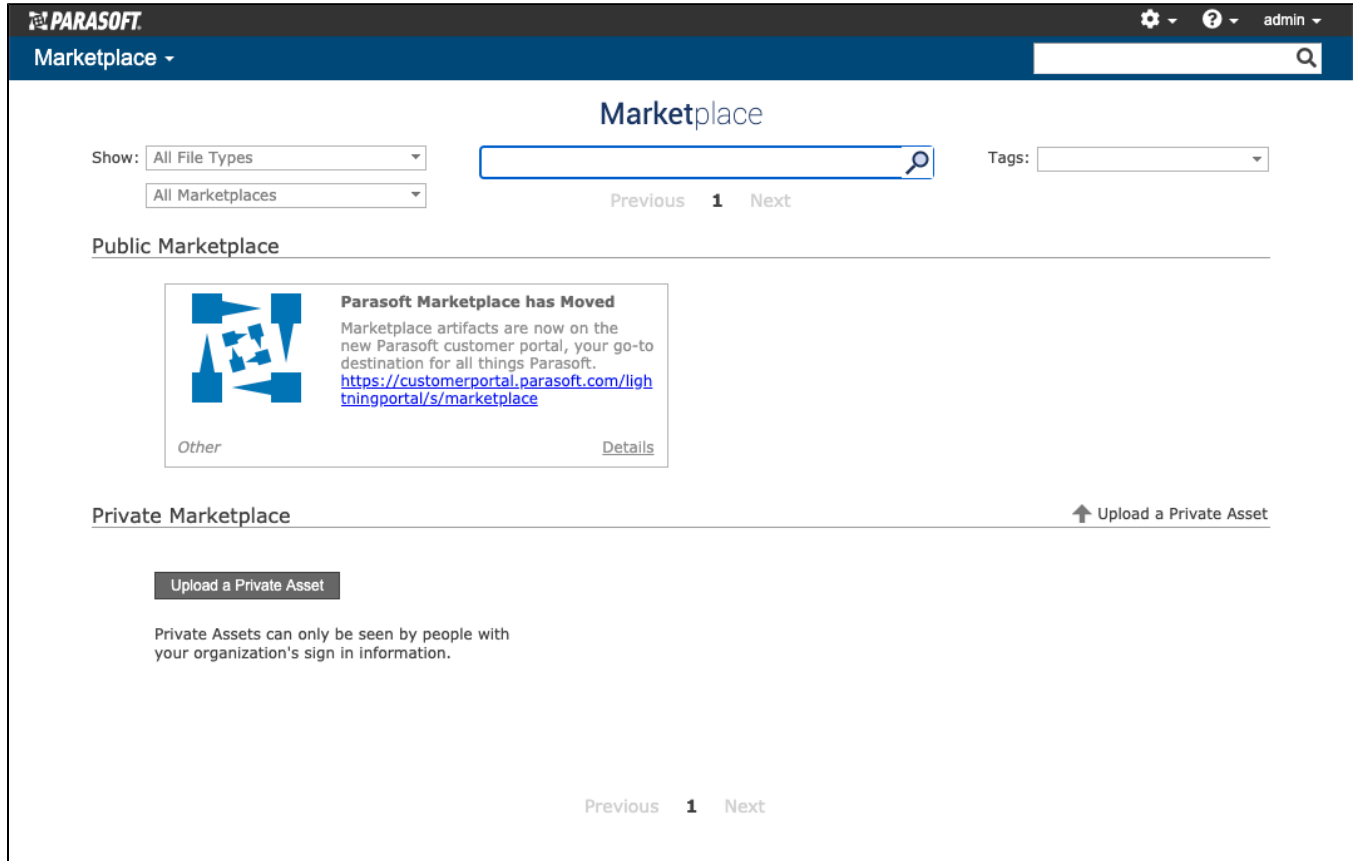 PARASOFT.
admin
Marketplace
Marketplace
Show: All File Types
Tags:
All Marketplaces
Previous 1 Next
Public Marketplace
Parasoft Marketplace has Moved
Marketplace artifacts are now on the
new Parasoft customer portal, your go-to
destination for all things Parasoft.
https://customerportal.parasoft.com/ligh
tningportal/s/marketplace
Other
Details
Private Marketplace
Upload a Private Asset
Upload a Private Asset
Private Assets can only be seen by people with
your organization's sign in information.
Previous 1 Next